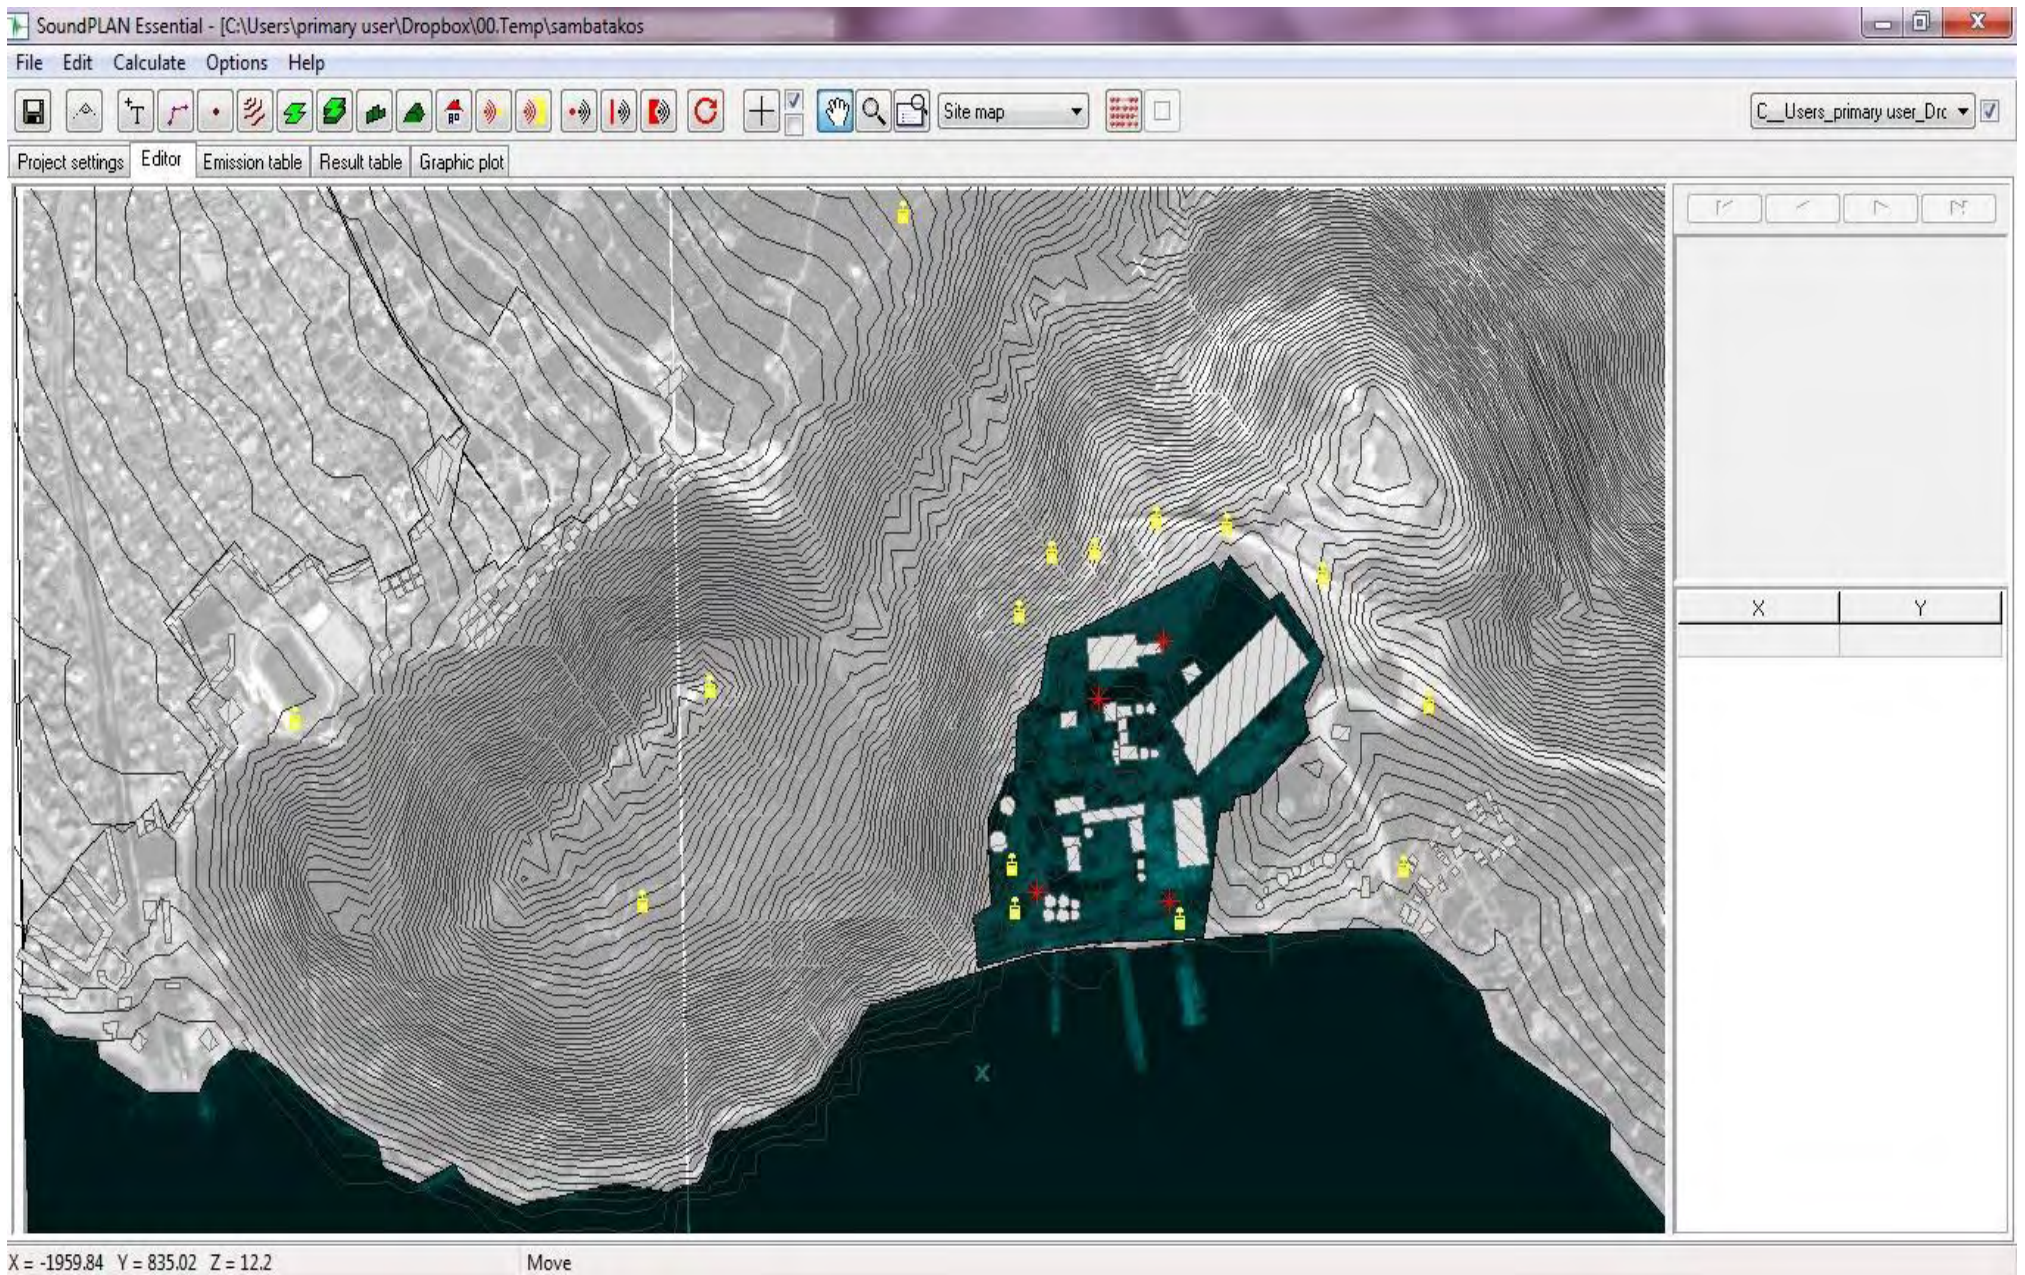 SoundPLAN Essential - [C:\Users\primary user\Dropbox\00.Temp\sambatakos
File Edit Calculate Options Help
Site map
C__Users_primary user_Drc
Project settings Editor Emission table Result table Graphic plot
X Y
X
X = -1959.84 Y = 835.02 Z = 12.2 Move